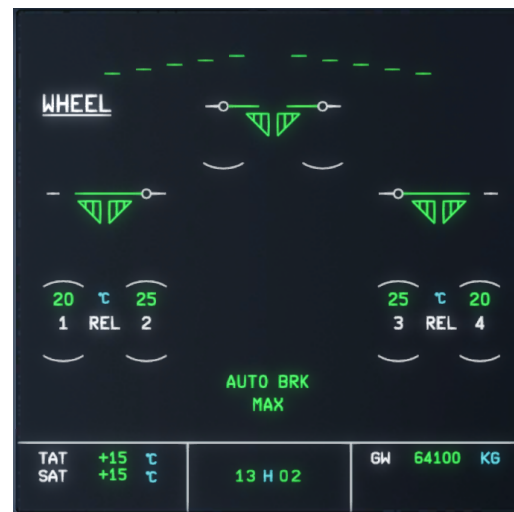 WHEEL
20 °C 25
1 REL 2
25 °C 20
3 REL 4
AUTO BRK
MAX
TAT +15 °C
SAT +15 °C
13 H 02
GW 64100 KG